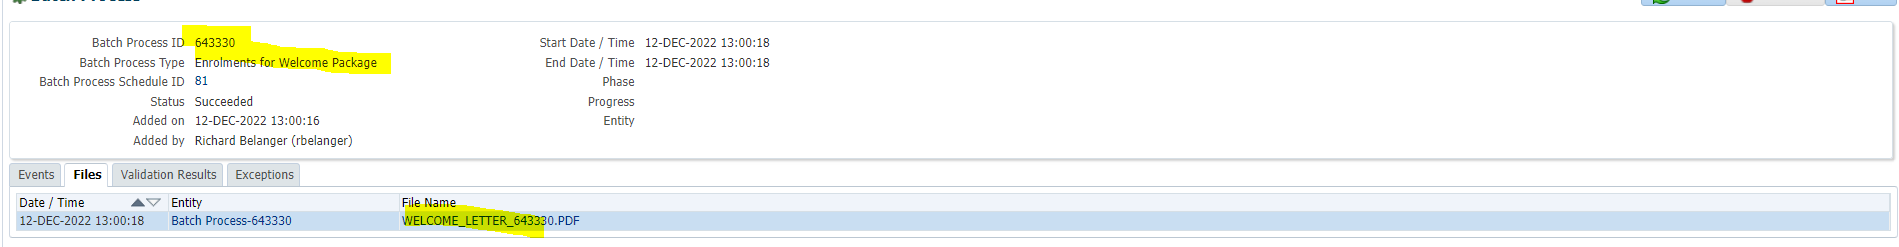 Batch Process
Batch Process ID 643330
Batch Process Type Enrolments for Welcome Package
Batch Process Schedule ID 81
Status Succeeded
Added on 12-DEC-2022 13:00:16
Added by Richard Belanger (rbelanger)
Start Date / Time 12-DEC-2022 13:00:18
End Date / Time 12-DEC-2022 13:00:18
Phase
Progress
Entity
Events Files Validation Results Exceptions
Date / Time Entity File Name
12-DEC-2022 13:00:18 Batch Process-643330 WELCOME_LETTER_643330.PDF